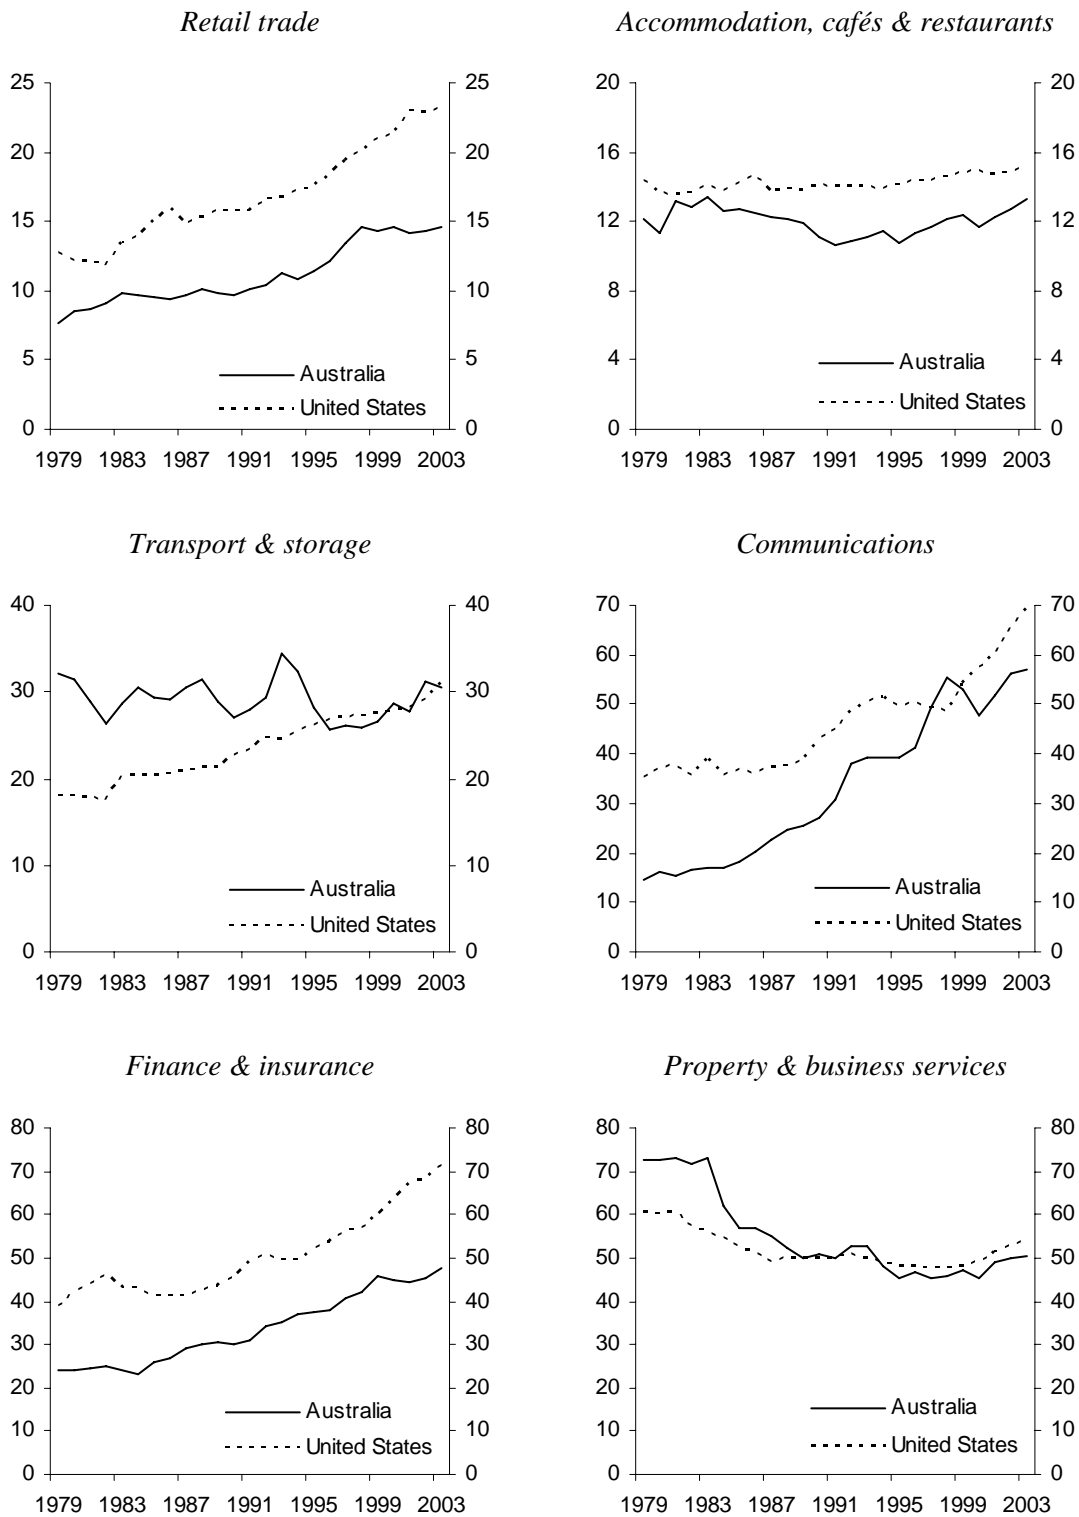 Retail trade
25 25
20 20
15 15
10 10
5 5
0 0
Australia
United States
1979 1983 1987 1991 1995 1999 2003
Accommodation, cafés & restaurants
20 20
16 16
12 12
8 8
4 4
0 0
Australia
United States
1979 1983 1987 1991 1995 1999 2003
Transport & storage
40 40
30 30
20 20
10 10
0 0
Australia
United States
1979 1983 1987 1991 1995 1999 2003
Communications
70 70
60 60
50 50
40 40
30 30
20 20
10 10
0 0
Australia
United States
1979 1983 1987 1991 1995 1999 2003
Finance & insurance
80 80
70 70
60 60
50 50
40 40
30 30
20 20
10 10
0 0
Australia
United States
1979 1983 1987 1991 1995 1999 2003
Property & business services
80 80
70 70
60 60
50 50
40 40
30 30
20 20
10 10
0 0
Australia
United States
1979 1983 1987 1991 1995 1999 2003